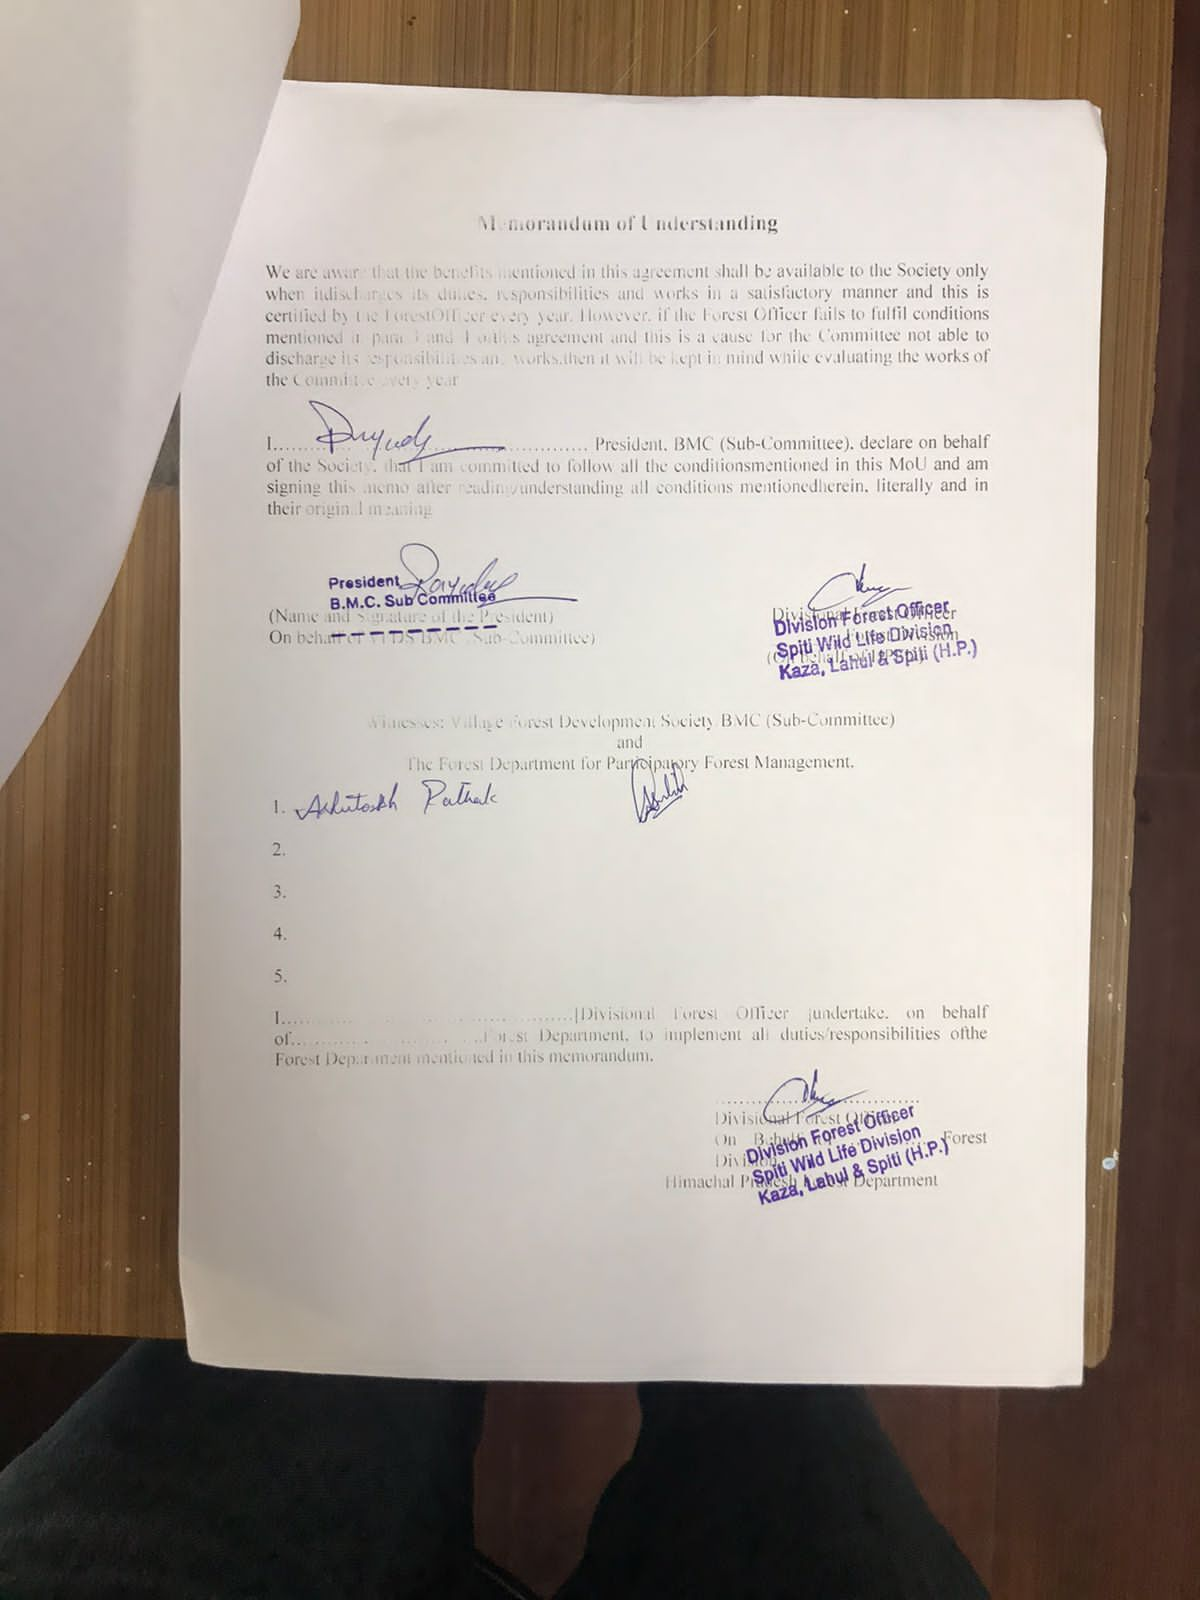 Memorandum of Understanding
We are aware that the benefits mentioned in this agreement shall be available to the Society only
when itdischarges its duties, responsibilities and works in a satisfactory manner and this is
certified by the ForestOfficer every year. However, if the Forest Officer fails to fulfil conditions
mentioned in para and 4 of this agreement and this is a cause for the Committee not able to
discharge its responsibilities and works,then it will be kept in mind while evaluating the works of
the Committee every year
I.................... President, BMC (Sub-Committee), declare on behalf
of the Society, that I am committed to follow all the conditionsmentioned in this MoU and am
signing this memo after reading/understanding all conditions mentionedherein, literally and in
their original meaning
President
B.M.C. Sub Committee
(Name and Signature of the President)
On behalf of VFDS BMC (Sub-Committee)
Divisional Forest Officer
Division Forest Officer
Spiti Wild Life Division
Kaza, Lahul & Spiti (H.P.)
Witnesses: Village Forest Development Society BMC (Sub-Committee)
and
The Forest Department for Participatory Forest Management.
1. Ashutosh Pathak
2.
3.
4.
5.
I........................................[Divisional Forest Officer ]undertake, on behalf
of..........................Forest Department, to implement all duties/responsibilities ofthe
Forest Department mentioned in this memorandum.
Divisional Forest Officer
On Behalf Forest
Division
Himachal Pradesh Forest Department
Division Forest Officer
Spiti Wild Life Division
Kaza, Lahul & Spiti (H.P.)